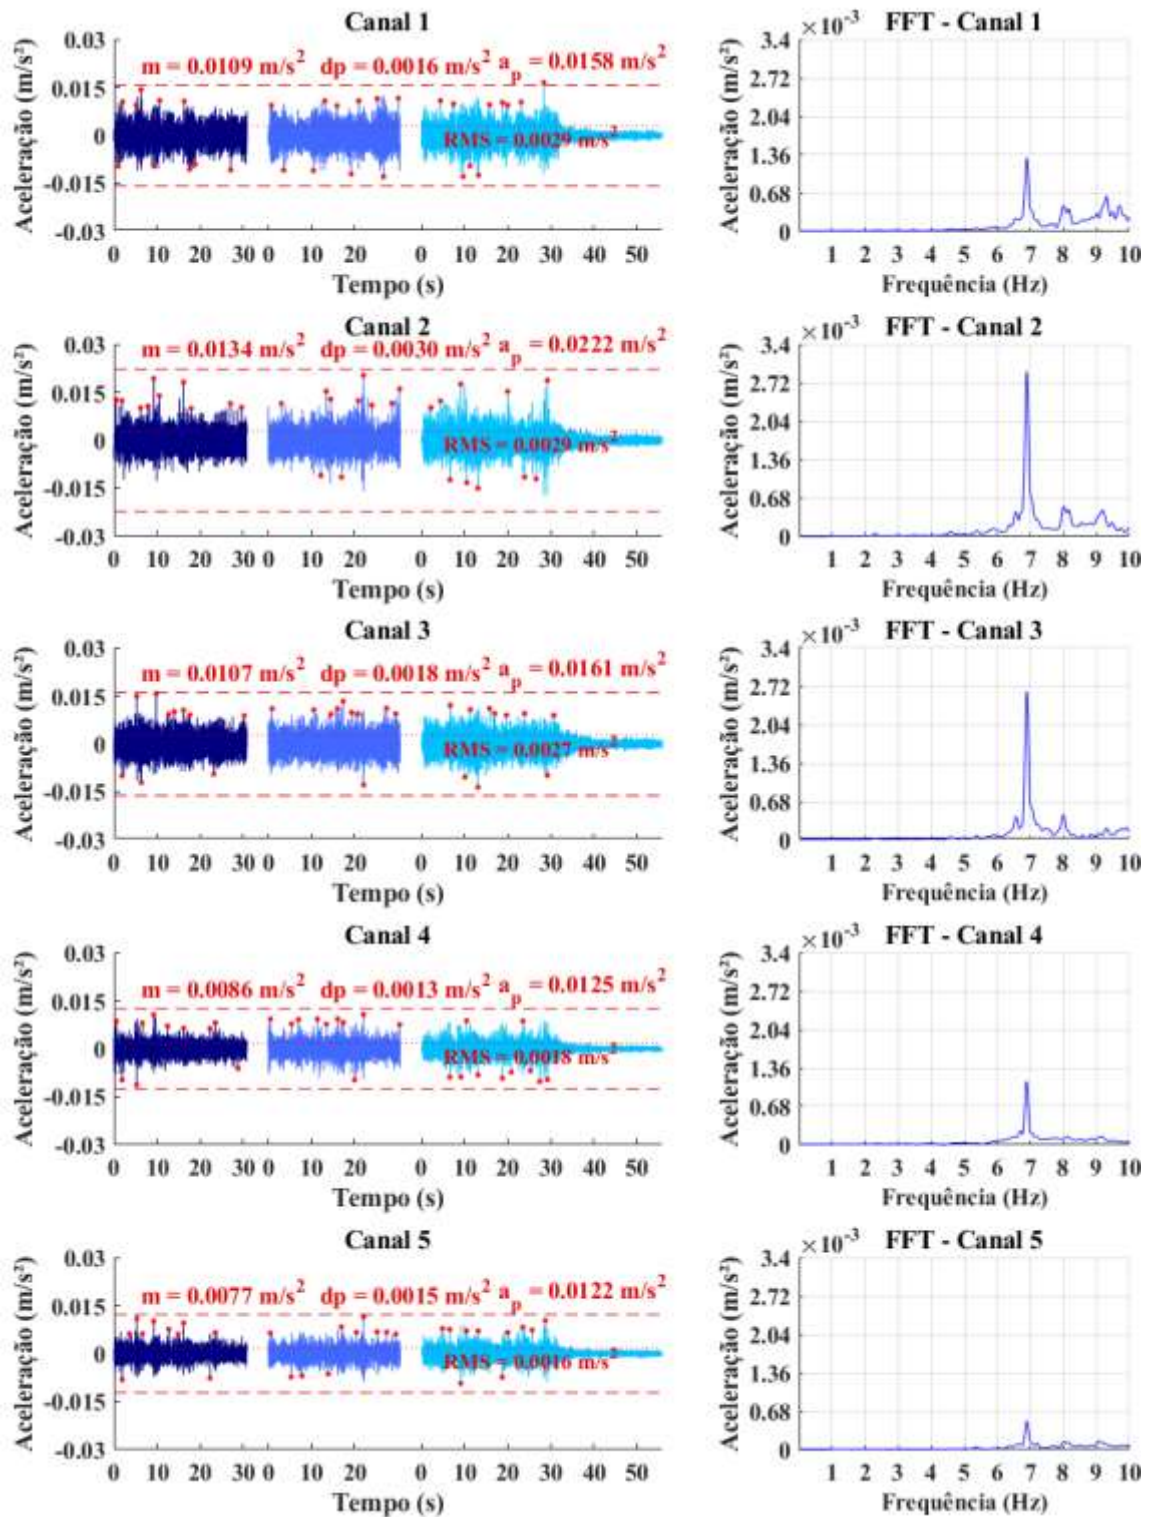 Canal 1
m = 0.0109 m/s² dp = 0.0016 m/s² a_p = 0.0158 m/s²
RMS = 0.0029 m/s²
Aceleração (m/s²)
0.03
0.015
0
-0.015
-0.03
0 10 20 30 0 10 20 0 10 20 30 40 50
Tempo (s)
×10⁻³ FFT - Canal 1
Aceleração (m/s²)
3.4
2.72
2.04
1.36
0.68
0
1 2 3 4 5 6 7 8 9 10
Frequência (Hz)
Canal 2
m = 0.0134 m/s² dp = 0.0030 m/s² a_p = 0.0222 m/s²
RMS = 0.0029 m/s²
Aceleração (m/s²)
0.03
0.015
0
-0.015
-0.03
0 10 20 30 0 10 20 0 10 20 30 40 50
Tempo (s)
×10⁻³ FFT - Canal 2
Aceleração (m/s²)
3.4
2.72
2.04
1.36
0.68
0
1 2 3 4 5 6 7 8 9 10
Frequência (Hz)
Canal 3
m = 0.0107 m/s² dp = 0.0018 m/s² a_p = 0.0161 m/s²
RMS = 0.0027 m/s²
Aceleração (m/s²)
0.03
0.015
0
-0.015
-0.03
0 10 20 30 0 10 20 0 10 20 30 40 50
Tempo (s)
×10⁻³ FFT - Canal 3
Aceleração (m/s²)
3.4
2.72
2.04
1.36
0.68
0
1 2 3 4 5 6 7 8 9 10
Frequência (Hz)
Canal 4
m = 0.0086 m/s² dp = 0.0013 m/s² a_p = 0.0125 m/s²
RMS = 0.0018 m/s²
Aceleração (m/s²)
0.03
0.015
0
-0.015
-0.03
0 10 20 30 0 10 20 0 10 20 30 40 50
Tempo (s)
×10⁻³ FFT - Canal 4
Aceleração (m/s²)
3.4
2.72
2.04
1.36
0.68
0
1 2 3 4 5 6 7 8 9 10
Frequência (Hz)
Canal 5
m = 0.0077 m/s² dp = 0.0015 m/s² a_p = 0.0122 m/s²
RMS = 0.0016 m/s²
Aceleração (m/s²)
0.03
0.015
0
-0.015
-0.03
0 10 20 30 0 10 20 0 10 20 30 40 50
Tempo (s)
×10⁻³ FFT - Canal 5
Aceleração (m/s²)
3.4
2.72
2.04
1.36
0.68
0
1 2 3 4 5 6 7 8 9 10
Frequência (Hz)